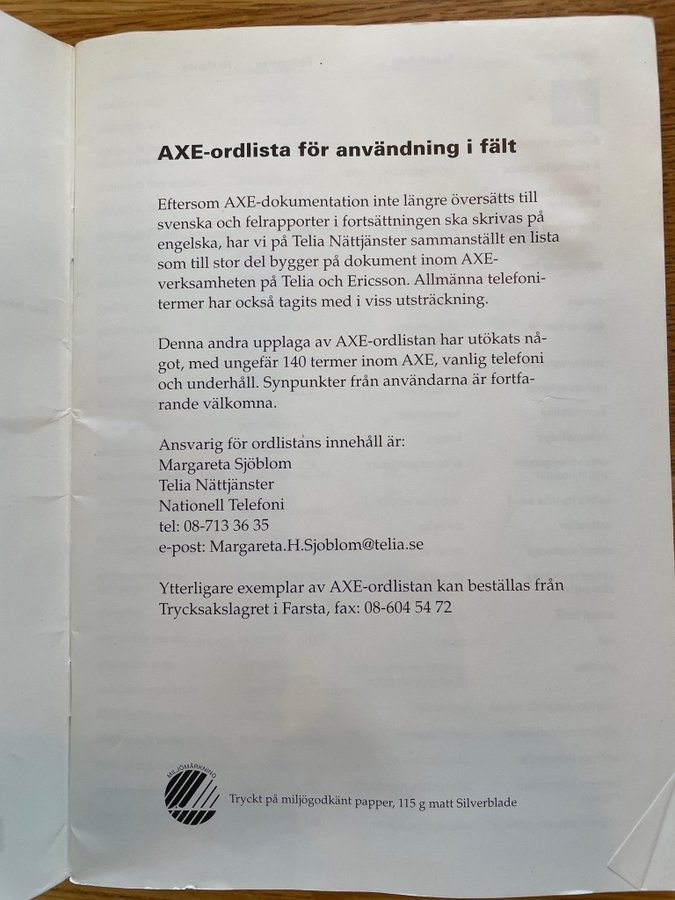 AXE-ordlista för användning i fält
Eftersom AXE-dokumentation inte längre översätts till
svenska och felrapporter i fortsättningen ska skrivas på
engelska, har vi på Telia Nättjänster sammanställt en lista
som till stor del bygger på dokument inom AXE-
verksamheten på Telia och Ericsson. Allmänna telefoni-
termer har också tagits med i viss utsträckning.
Denna andra upplaga av AXE-ordlistan har utökats nå-
got, med ungefär 140 termer inom AXE, vanlig telefoni
och underhåll. Synpunkter från användarna är fortfa-
rande välkomna.
Ansvarig för ordlistans innehåll är:
Margareta Sjöblom
Telia Nättjänster
Nationell Telefoni
tel: 08-713 36 35
e-post: Margareta.H.Sjoblom@telia.se
Ytterligare exemplar av AXE-ordlistan kan beställas från
Trycksakslagret i Farsta, fax: 08-604 54 72
MILJÖMÄRKNING
Tryckt på miljögodkänt papper, 115 g matt Silverblade